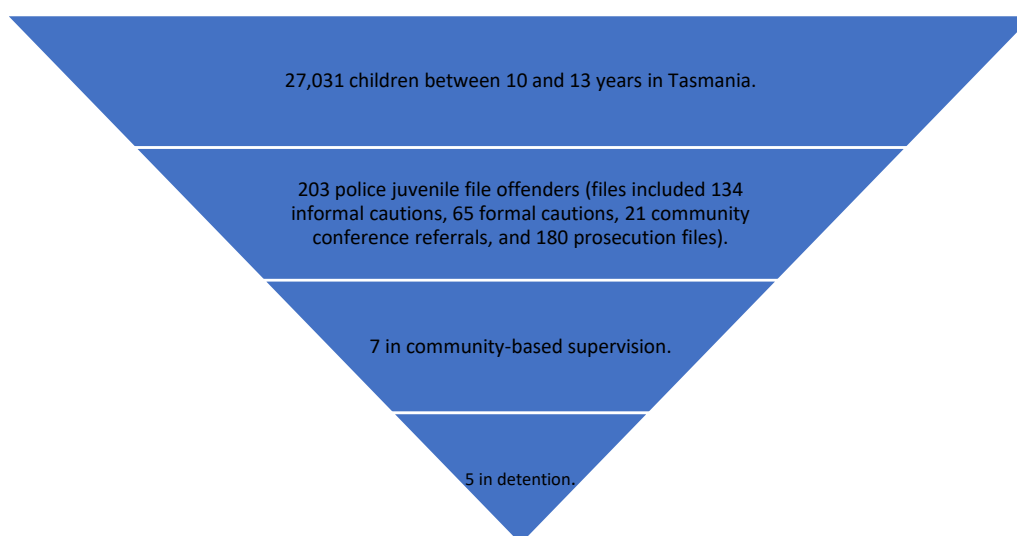 27,031 children between 10 and 13 years in Tasmania.
203 police juvenile file offenders (files included 134
informal cautions, 65 formal cautions, 21 community
conference referrals, and 180 prosecution files).
7 in community-based supervision.
5 in detention.